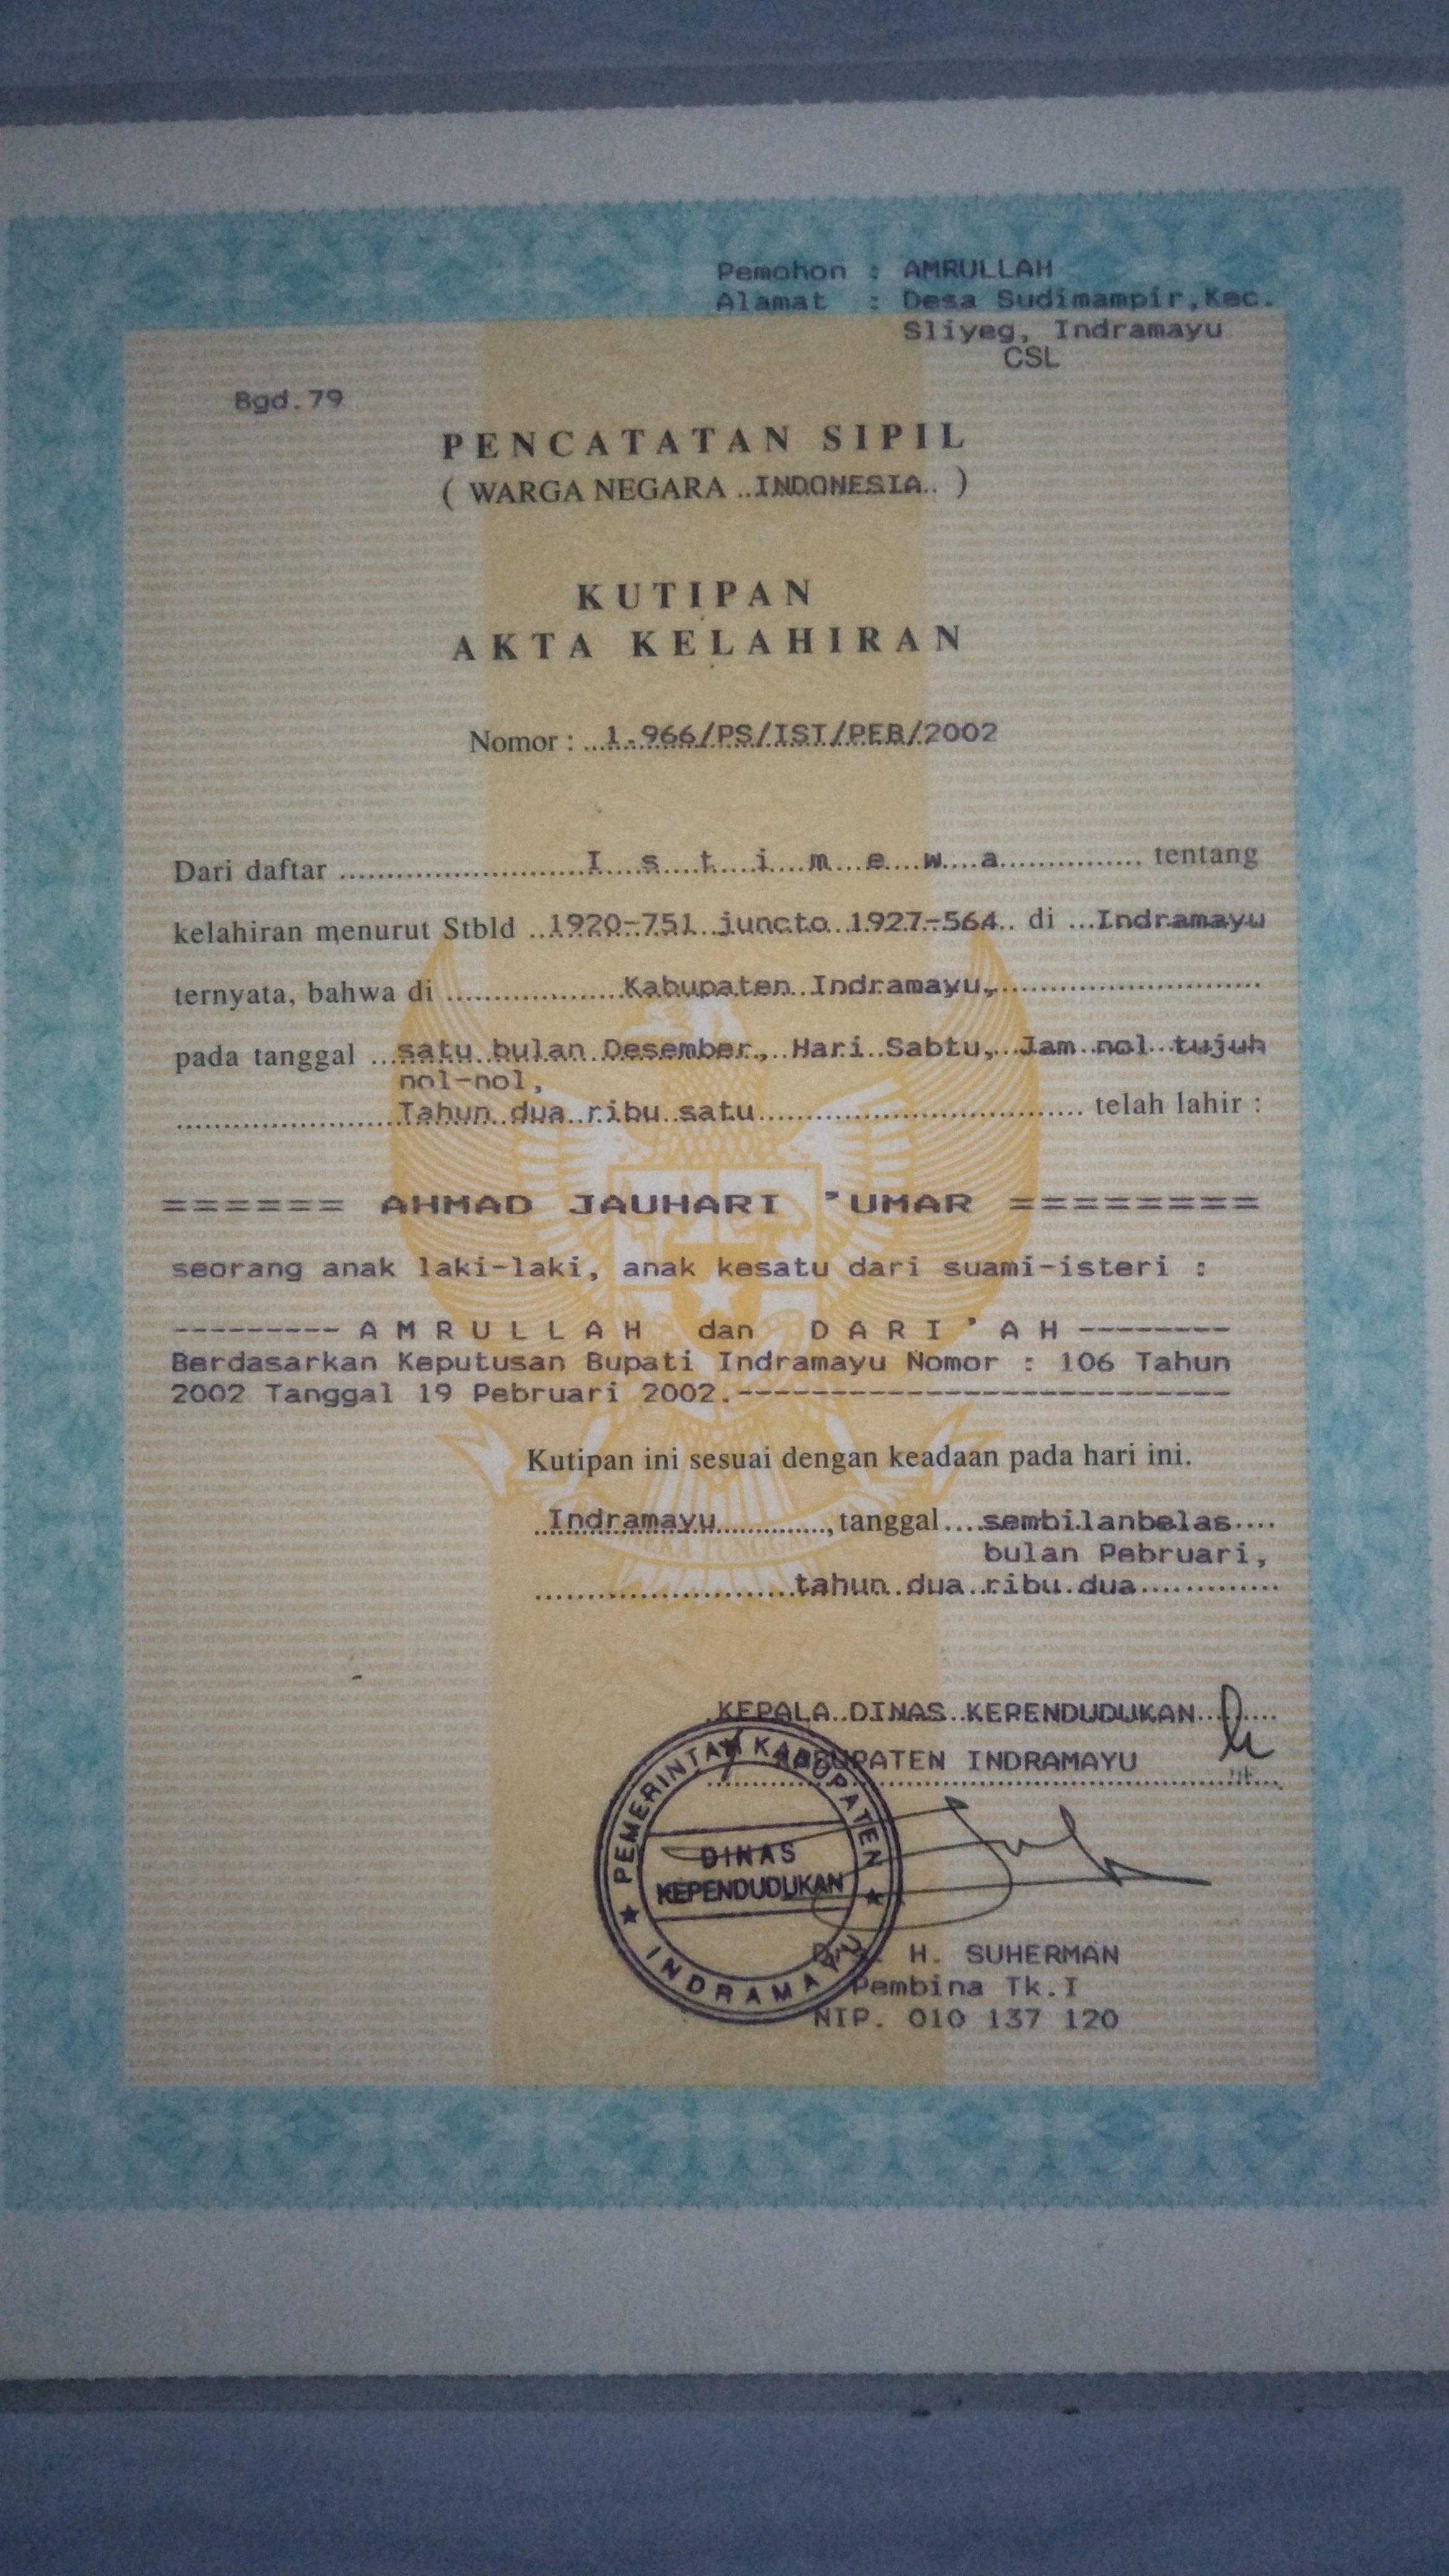 Pemohon : AMRULLAH
Alamat : Desa Sudimampir,Kec.
Sliyeg, Indramayu
CSL
Bgd.79
PENCATATAN SIPIL
( WARGA NEGARA ..INDONESIA.. )
KUTIPAN
AKTA KELAHIRAN
Nomor : ...1.966/PS/IST/PEB/2002
Dari daftar ..........I s t i m e w a.......... tentang
kelahiran menurut Stbld ..1920-751 juncto 1927-564.. di ...Indramayu
ternyata, bahwa di ..........Kabupaten Indramayu,..........
pada tanggal ...satu bulan Desember, Hari Sabtu, Jam nol tujuh
nol-nol,
..........Tahun dua ribu satu.......... telah lahir :
====== AHMAD JAUHARI 'UMAR ========
seorang anak laki-laki, anak kesatu dari suami-isteri :
--------- A M R U L L A H dan D A R I ' A H --------
Berdasarkan Keputusan Bupati Indramayu Nomor : 106 Tahun
2002 Tanggal 19 Pebruari 2002.--------------------------
Kutipan ini sesuai dengan keadaan pada hari ini.
..Indramayu..........., tanggal ....sembilanbelas....
bulan Pebruari,
..........tahun dua ribu dua..........
KEPALA DINAS KEPENDUDUKAN
KABUPATEN INDRAMAYU
PEMERINTAH KABUPATEN
DINAS
KEPENDUDUKAN
INDRAMAYU
H. SUHERMAN
Pembina Tk.I
NIP. 010 137 120